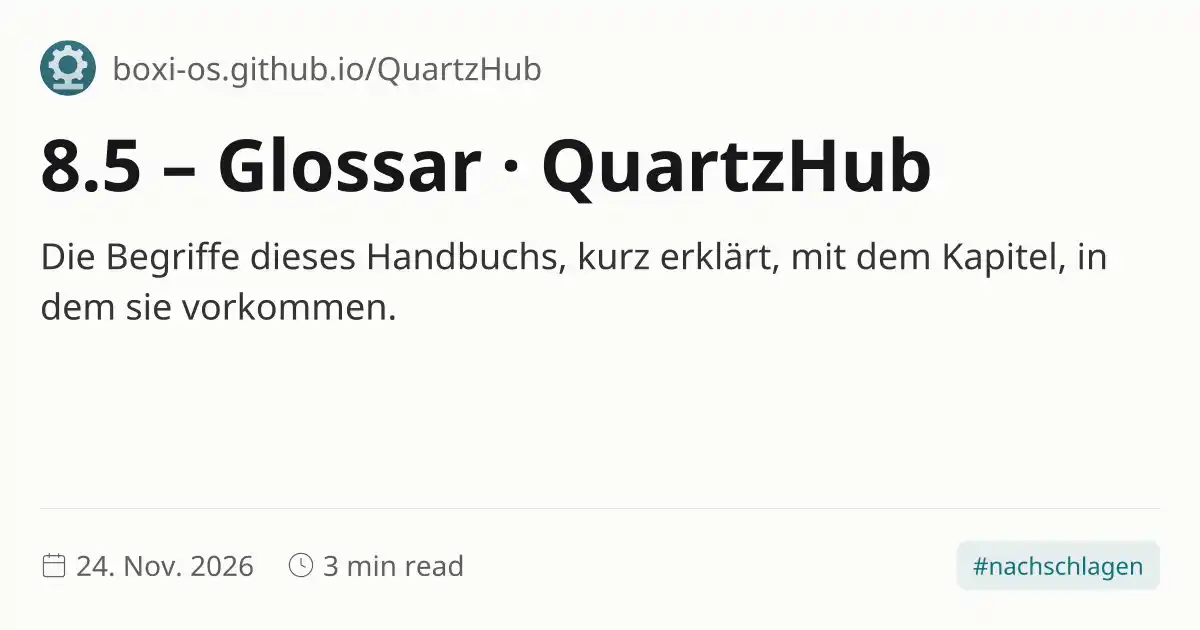 boxi-os.github.io/QuartzHub
8.5 – Glossar · QuartzHub
Die Begriffe dieses Handbuchs, kurz erklärt, mit dem Kapitel, in
dem sie vorkommen.
24. Nov. 2026
3 min read
#nachschlagen